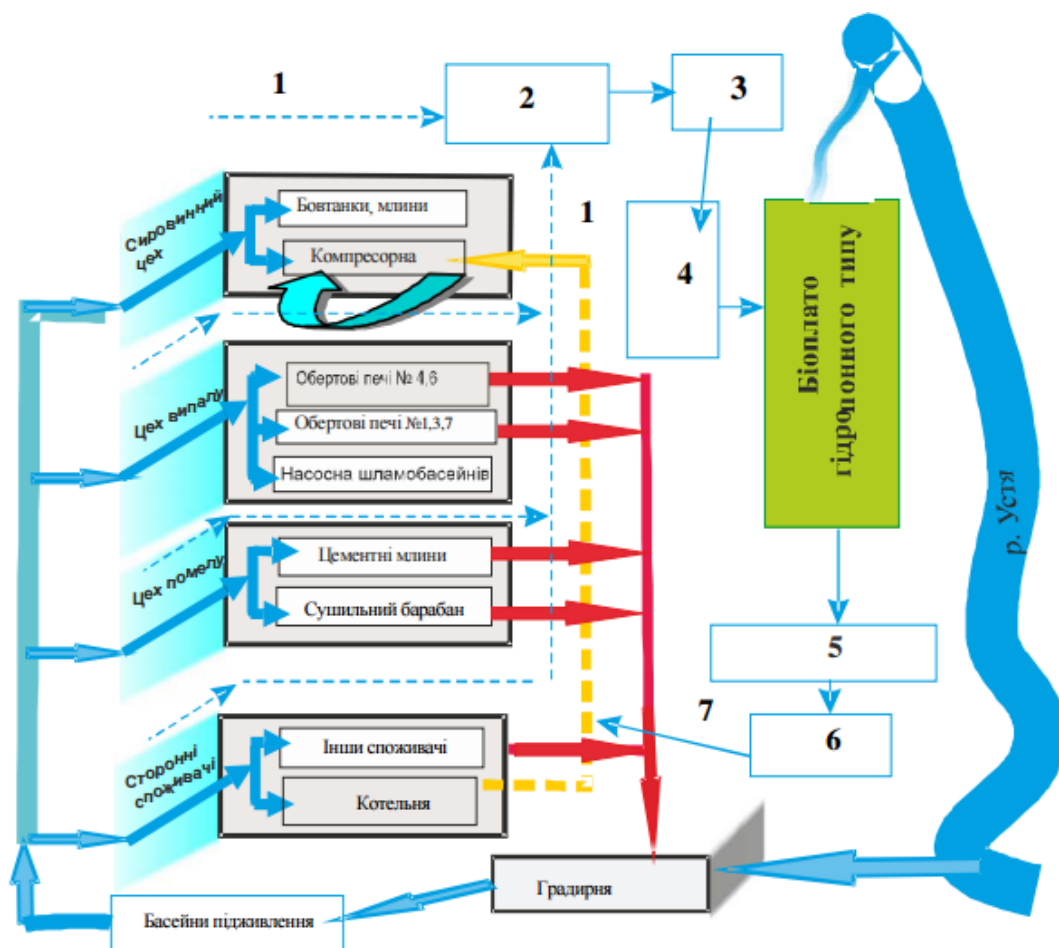 1
2
3
Сировинний
цех
Бовтанки, млини
Компресорна
1
4
Біоплато
гідропонного типу
Цех випалу
Обертові печі № 4,6
Обертові печі №1,3,7
Насосна шламобасейнів
р. Устя
Цех помелу
Цементні млини
Сушильний барабан
5
Сторонні
споживачі
Інши споживачі
Котельня
7
6
Градирня
Басейни підживлення